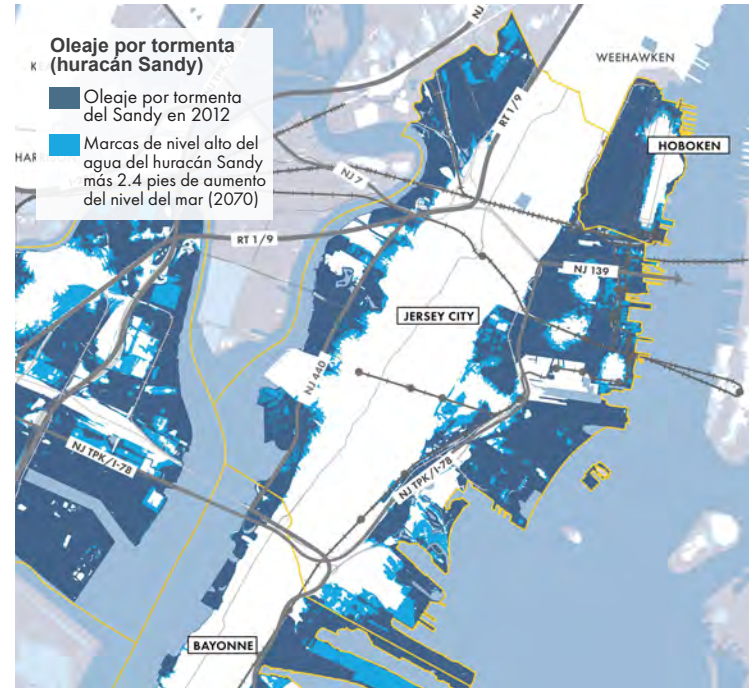 Oleaje por tormenta
(huracán Sandy)
Oleaje por tormenta
del Sandy en 2012
Marcas de nivel alto del
agua del huracán Sandy
más 2.4 pies de aumento
del nivel del mar (2070)
NJ
WEEHAWKEN
K
HAR
HOBOKEN
RT 1/9
NJ 7
RT 1/9
NJ 139
JERSEY CITY
NJ 440
NJ TPK/I-78
NJ TPK/I-78
BAYONNE